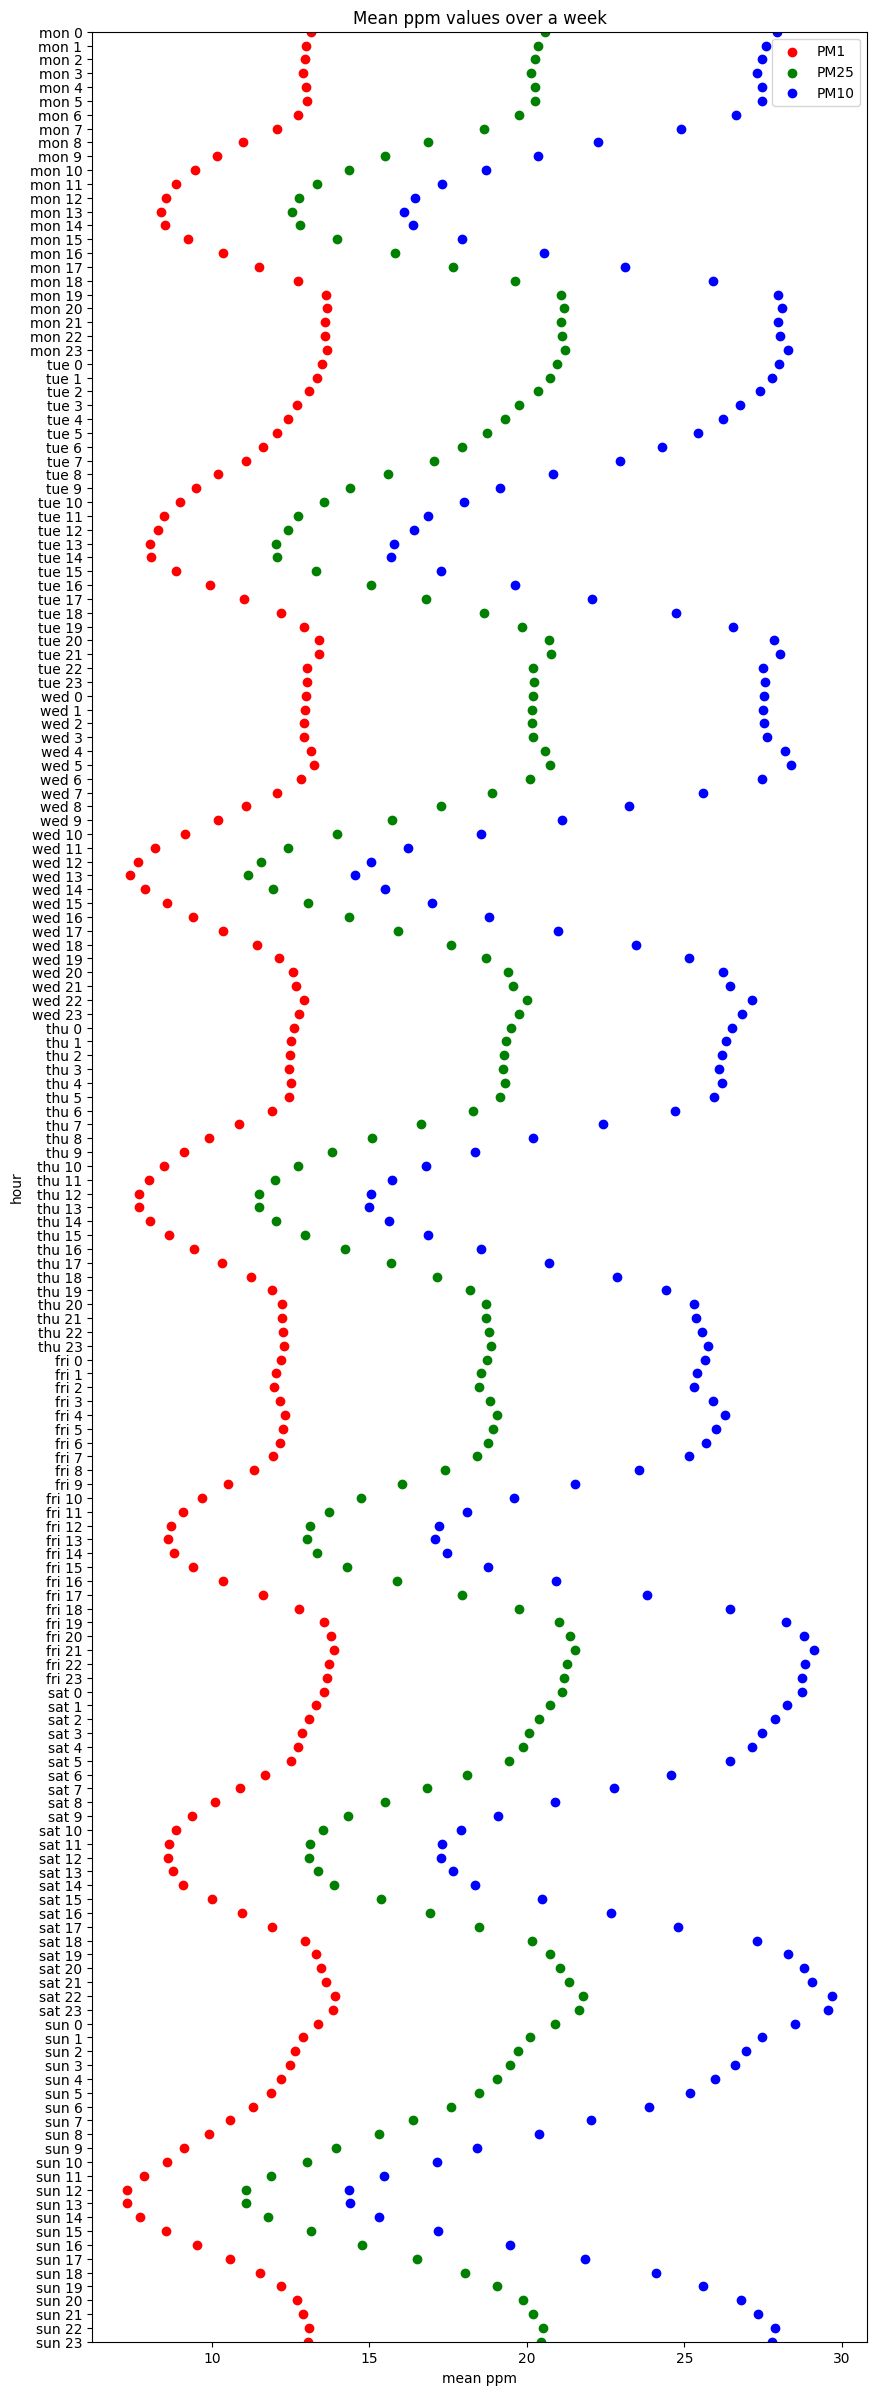 Mean ppm values over a week
PM1
PM25
PM10
mon 0
mon 1
mon 2
mon 3
mon 4
mon 5
mon 6
mon 7
mon 8
mon 9
mon 10
mon 11
mon 12
mon 13
mon 14
mon 15
mon 16
mon 17
mon 18
mon 19
mon 20
mon 21
mon 22
mon 23
tue 0
tue 1
tue 2
tue 3
tue 4
tue 5
tue 6
tue 7
tue 8
tue 9
tue 10
tue 11
tue 12
tue 13
tue 14
tue 15
tue 16
tue 17
tue 18
tue 19
tue 20
tue 21
tue 22
tue 23
wed 0
wed 1
wed 2
wed 3
wed 4
wed 5
wed 6
wed 7
wed 8
wed 9
wed 10
wed 11
wed 12
wed 13
wed 14
wed 15
wed 16
wed 17
wed 18
wed 19
wed 20
wed 21
wed 22
wed 23
thu 0
thu 1
thu 2
thu 3
thu 4
thu 5
thu 6
thu 7
thu 8
thu 9
thu 10
thu 11
thu 12
thu 13
thu 14
thu 15
thu 16
thu 17
thu 18
thu 19
thu 20
thu 21
thu 22
thu 23
fri 0
fri 1
fri 2
fri 3
fri 4
fri 5
fri 6
fri 7
fri 8
fri 9
fri 10
fri 11
fri 12
fri 13
fri 14
fri 15
fri 16
fri 17
fri 18
fri 19
fri 20
fri 21
fri 22
fri 23
sat 0
sat 1
sat 2
sat 3
sat 4
sat 5
sat 6
sat 7
sat 8
sat 9
sat 10
sat 11
sat 12
sat 13
sat 14
sat 15
sat 16
sat 17
sat 18
sat 19
sat 20
sat 21
sat 22
sat 23
sun 0
sun 1
sun 2
sun 3
sun 4
sun 5
sun 6
sun 7
sun 8
sun 9
sun 10
sun 11
sun 12
sun 13
sun 14
sun 15
sun 16
sun 17
sun 18
sun 19
sun 20
sun 21
sun 22
sun 23
hour
10 15 20 25 30
mean ppm